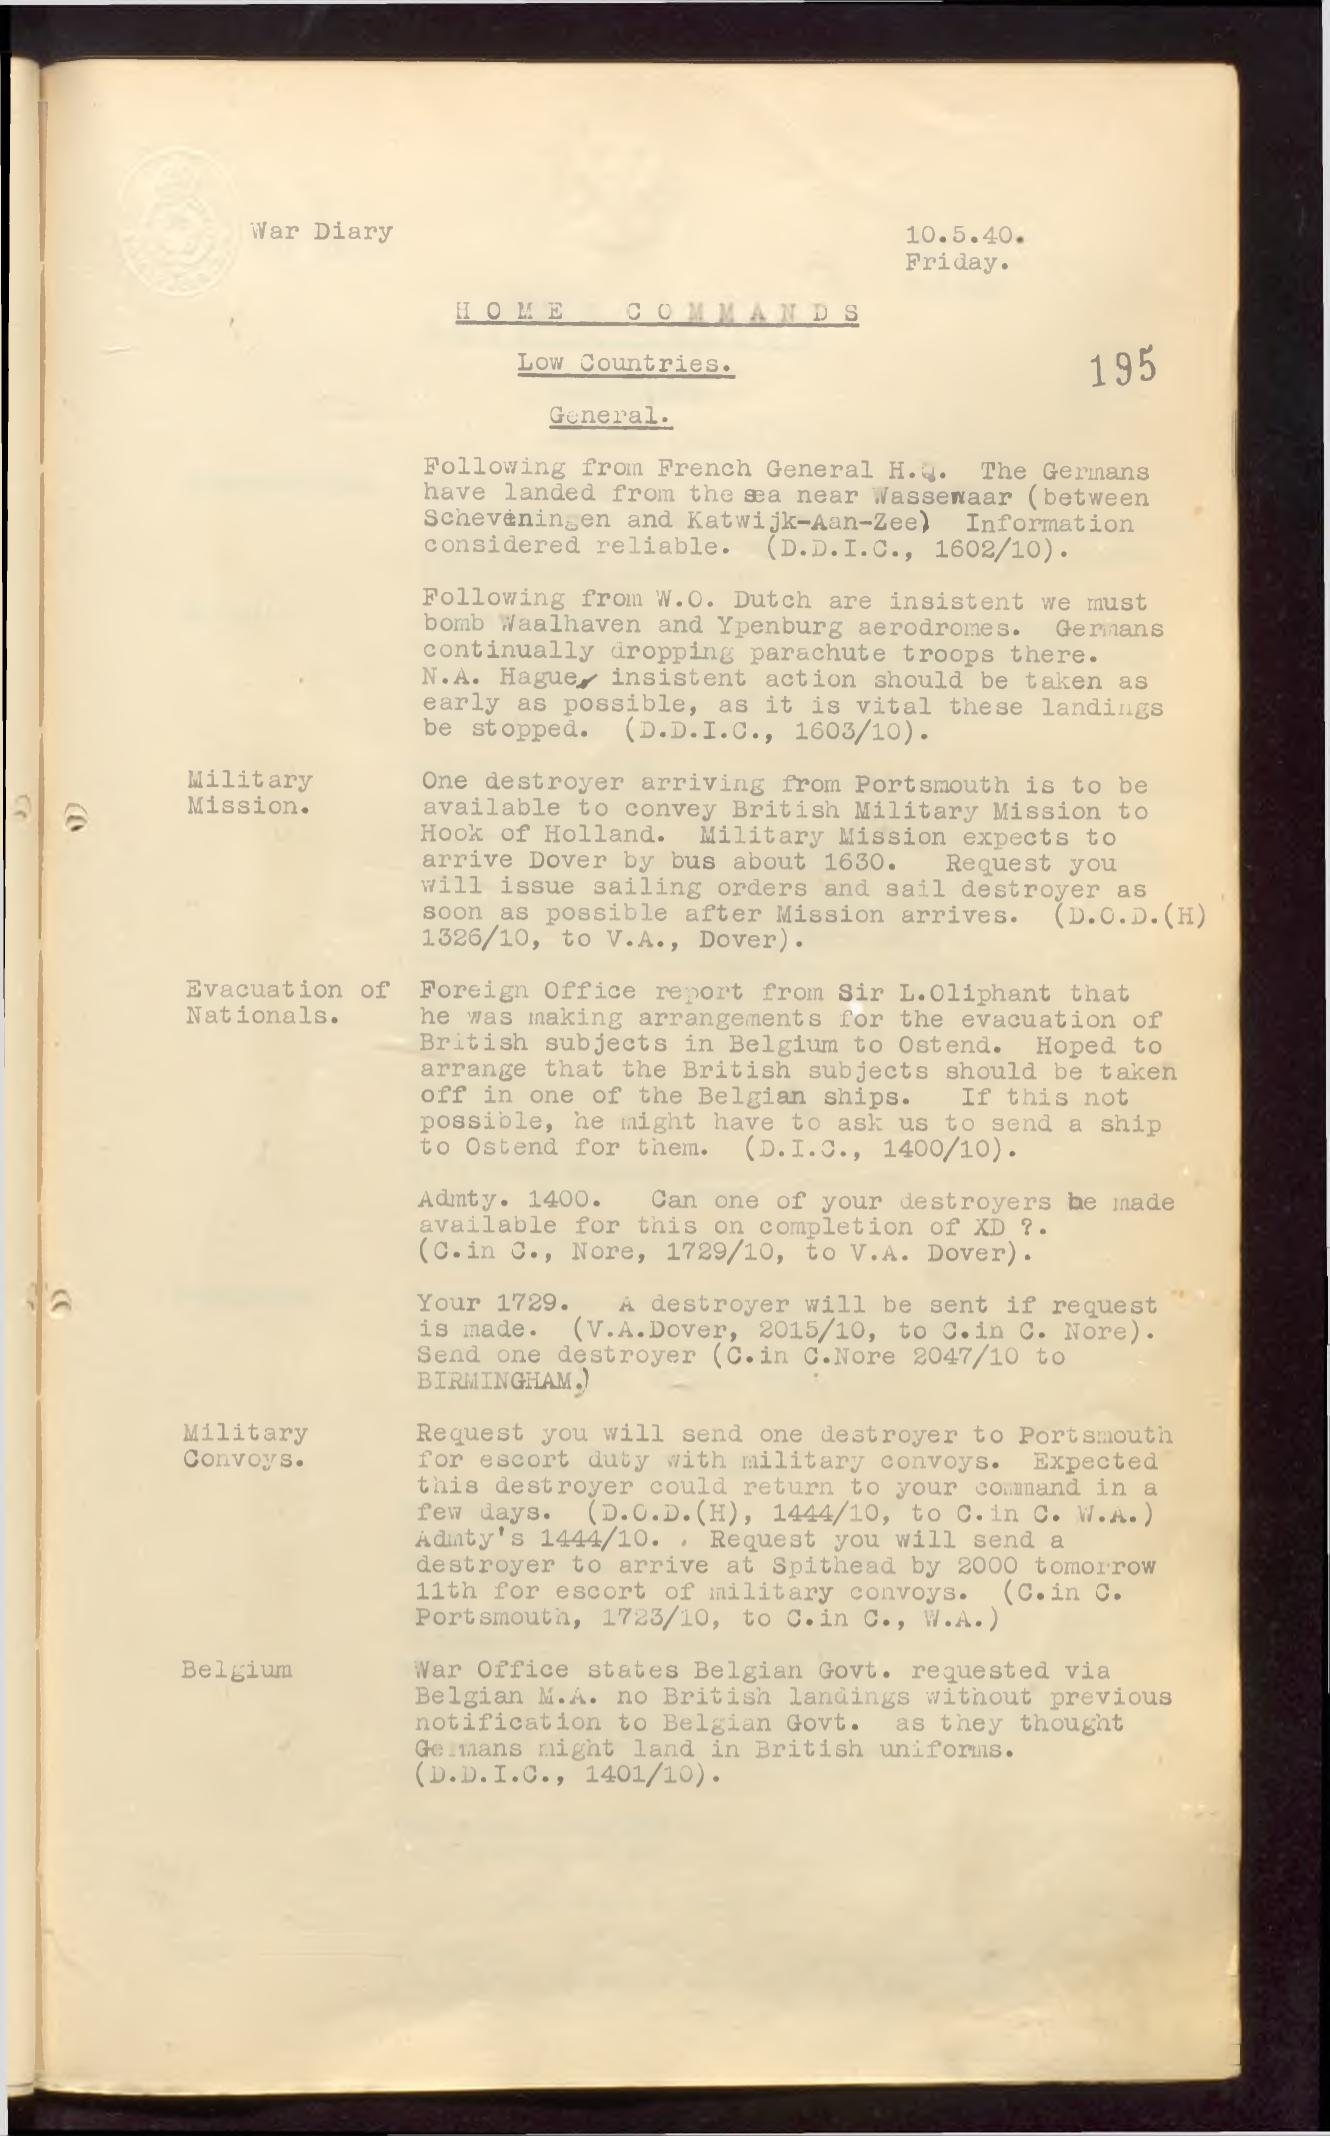 War Diary
10.5.40.
Friday.
HOME COMMANDS
195
Low Countries.
General.
Following from French General H.Q. The Germans
have landed from the sea near Wassenaar (between
Scheveningen and Katwijk-Aan-Zee) Information
considered reliable. (D.D.I.C., 1602/10).
Following from W.O. Dutch are insistent we must
bomb Waalhaven and Ypenburg aerodromes. Germans
continually dropping parachute troops there.
N.A. Hague, insistent action should be taken as
early as possible, as it is vital these landings
be stopped. (D.D.I.C., 1603/10).
Military
Mission.
One destroyer arriving from Portsmouth is to be
available to convey British Military Mission to
Hook of Holland. Military Mission expects to
arrive Dover by bus about 1630. Request you
will issue sailing orders and sail destroyer as
soon as possible after Mission arrives. (D.O.D.(H)
1326/10, to V.A., Dover).
Evacuation of
Nationals.
Foreign Office report from Sir L.Oliphant that
he was making arrangements for the evacuation of
British subjects in Belgium to Ostend. Hoped to
arrange that the British subjects should be taken
off in one of the Belgian ships. If this not
possible, he might have to ask us to send a ship
to Ostend for them. (D.I.C., 1400/10).
Admty. 1400. Can one of your destroyers be made
available for this on completion of XD ?.
(C.in C., Nore, 1729/10, to V.A. Dover).
Your 1729. A destroyer will be sent if request
is made. (V.A.Dover, 2015/10, to C.in C. Nore).
Send one destroyer (C.in C.Nore 2047/10 to
BIRMINGHAM.)
Military
Convoys.
Request you will send one destroyer to Portsmouth
for escort duty with military convoys. Expected
this destroyer could return to your command in a
few days. (D.O.D.(H), 1444/10, to C.in C. W.A.)
Admty's 1444/10. . Request you will send a
destroyer to arrive at Spithead by 2000 tomorrow
11th for escort of military convoys. (C.in C.
Portsmouth, 1723/10, to C.in C., W.A.)
Belgium
War Office states Belgian Govt. requested via
Belgian M.A. no British landings without previous
notification to Belgian Govt. as they thought
Germans might land in British uniforms.
(D.D.I.C., 1401/10).